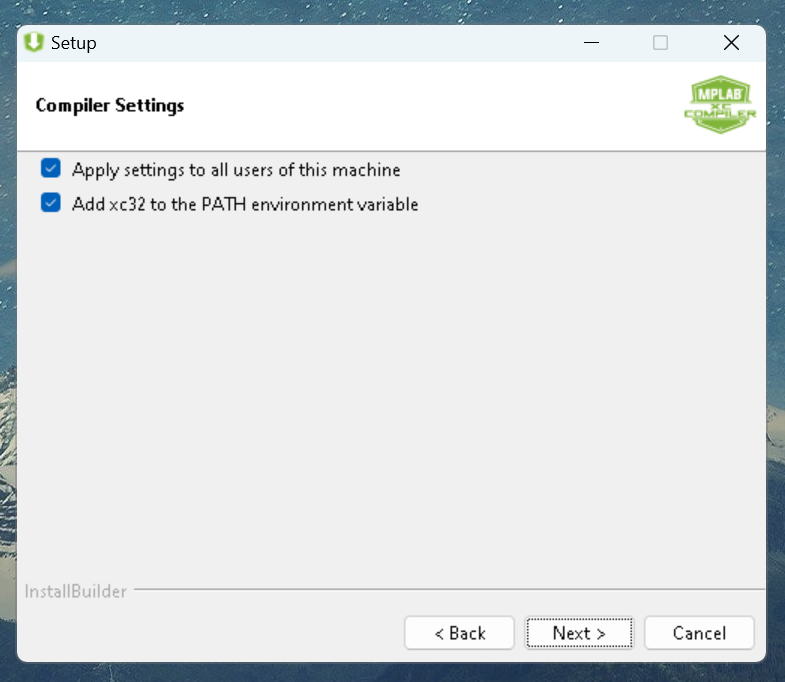 Setup
Compiler Settings
MPLAB
XC
COMPILER
Apply settings to all users of this machine
Add xc32 to the PATH environment variable
InstallBuilder
< Back
Next >
Cancel